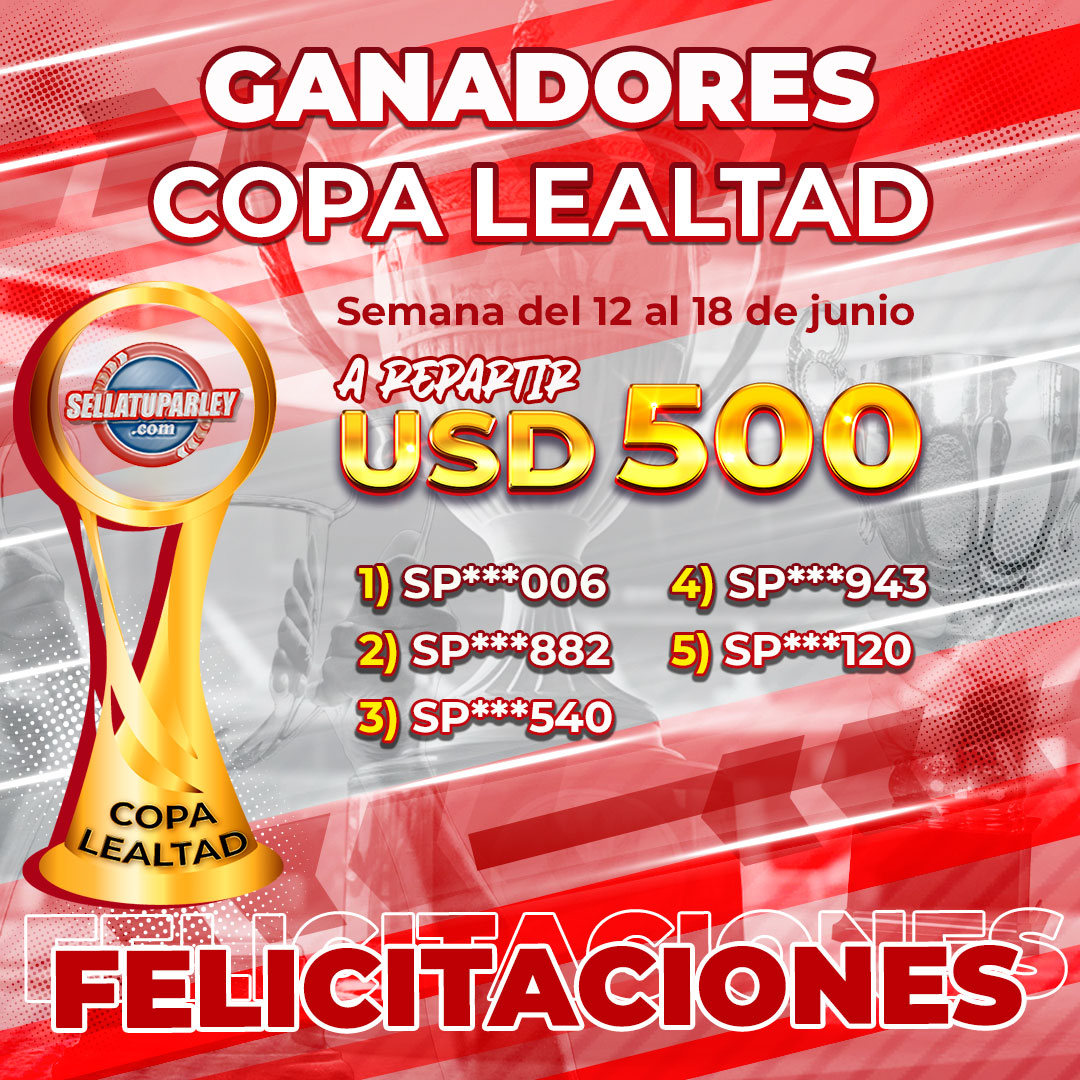 GANADORES
COPA LEALTAD
Semana del 12 al 18 de junio
A REPARTIR
USD 500
SELLATUPARLEY
.com
1) SP***006
2) SP***882
3) SP***540
4) SP***943
5) SP***120
COPA
LEALTAD
FELICITACIONES
FELICITACIONES